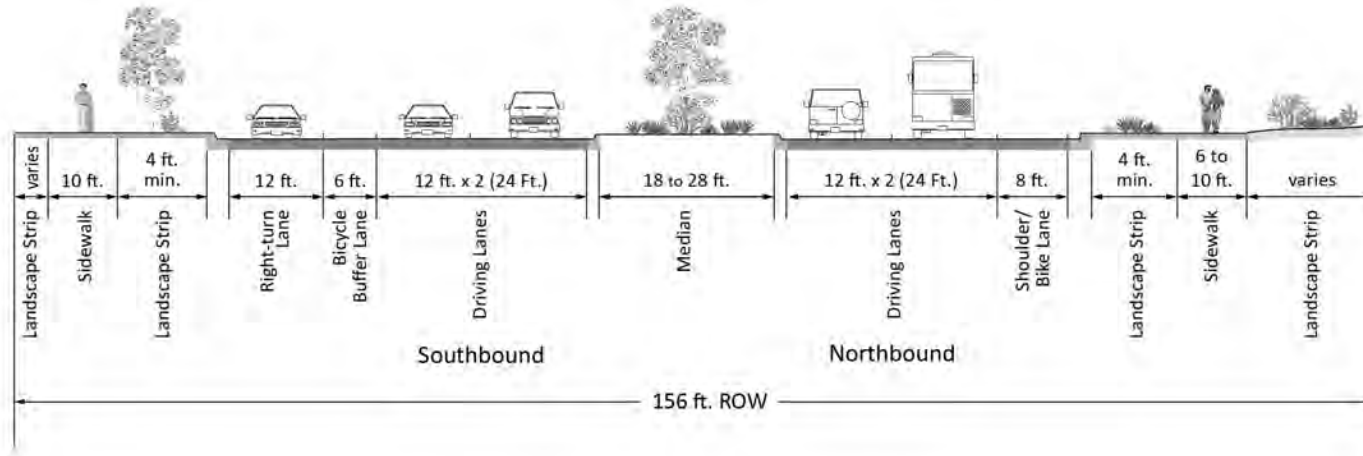 varies
10 ft.
4 ft.
min.
12 ft.
6 ft.
12 ft. x 2 (24 Ft.)
18 to 28 ft.
12 ft. x 2 (24 Ft.)
8 ft.
4 ft.
min.
6 to
10 ft.
varies
Landscape Strip
Sidewalk
Landscape Strip
Right-turn
Lane
Bicycle
Buffer Lane
Driving Lanes
Median
Driving Lanes
Shoulder/
Bike Lane
Landscape Strip
Sidewalk
Landscape Strip
Southbound
Northbound
156 ft. ROW